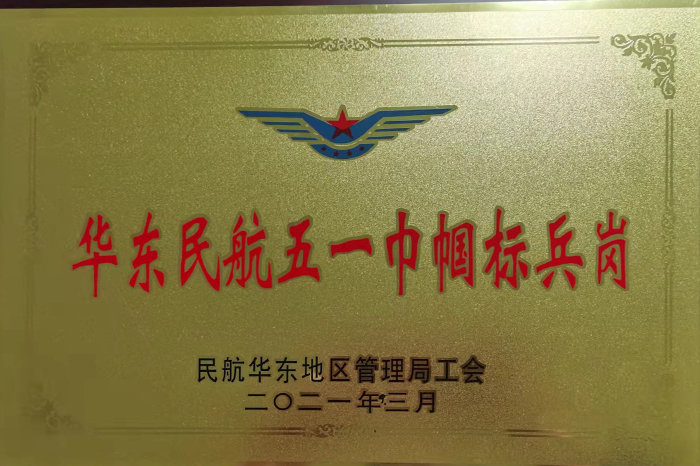 华东民航五一巾帼标兵岗
民航华东地区管理局工会
二〇二一年三月